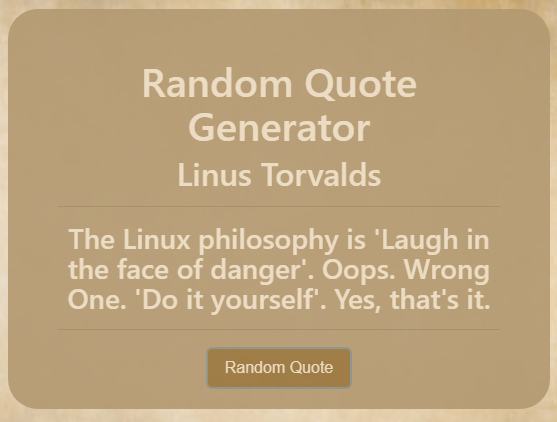 Random Quote
Generator
Linus Torvalds
The Linux philosophy is 'Laugh in
the face of danger'. Oops. Wrong
One. 'Do it yourself'. Yes, that's it.
Random Quote